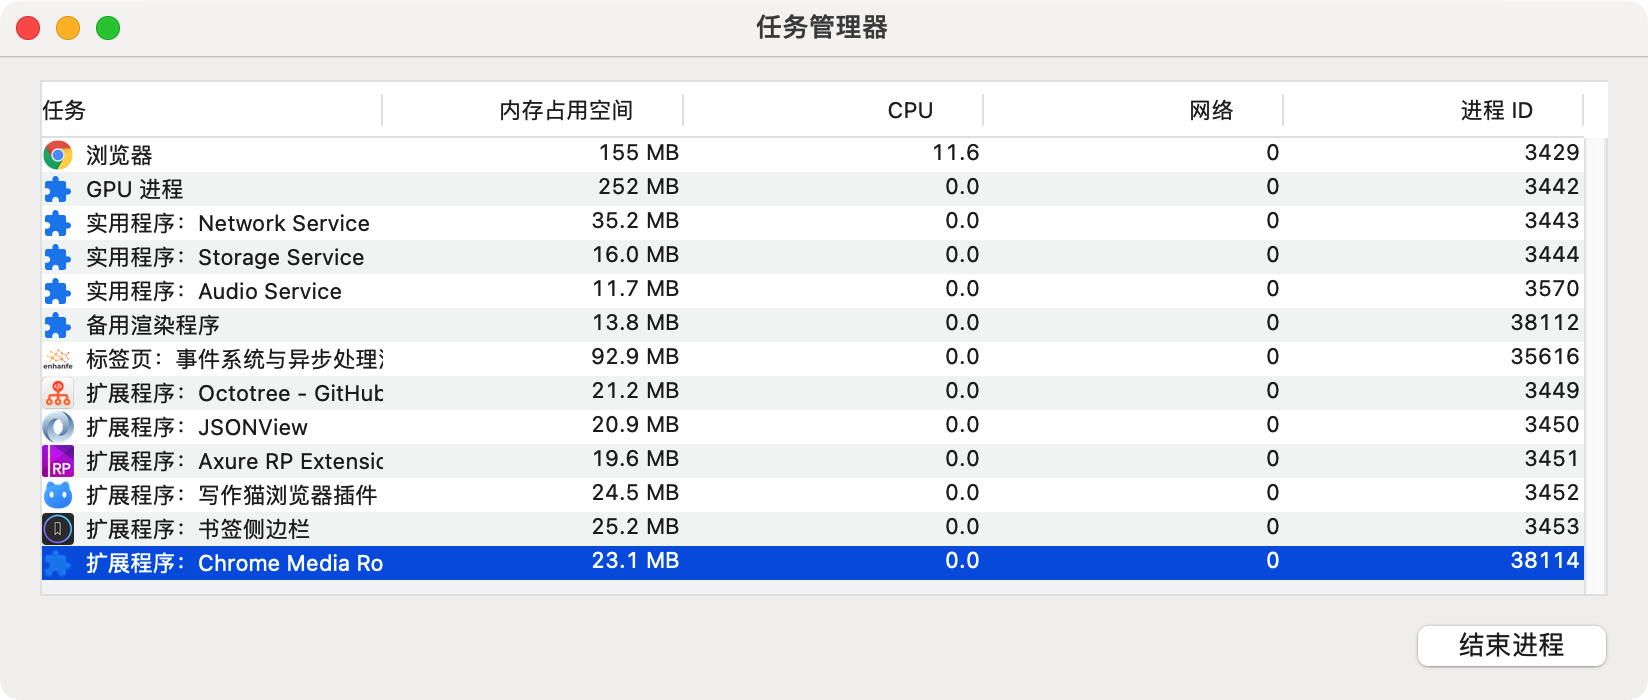 任务管理器
任务 内存占用空间 CPU 网络 进程 ID
浏览器 155 MB 11.6 0 3429
GPU 进程 252 MB 0.0 0 3442
实用程序：Network Service 35.2 MB 0.0 0 3443
实用程序：Storage Service 16.0 MB 0.0 0 3444
实用程序：Audio Service 11.7 MB 0.0 0 3570
备用渲染程序 13.8 MB 0.0 0 38112
enhanfe 标签页：事件系统与异步处理 92.9 MB 0.0 0 35616
扩展程序：Octotree - GitHub 21.2 MB 0.0 0 3449
扩展程序：JSONView 20.9 MB 0.0 0 3450
RP 扩展程序：Axure RP Extensio 19.6 MB 0.0 0 3451
扩展程序：写作猫浏览器插件 24.5 MB 0.0 0 3452
扩展程序：书签侧边栏 25.2 MB 0.0 0 3453
扩展程序：Chrome Media Ro 23.1 MB 0.0 0 38114
结束进程